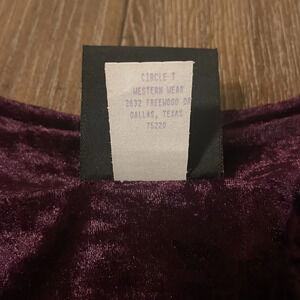 CIRCLE T
WESTERN WEAR
2632 FREEWOOD DR
DALLAS, TEXAS
75220